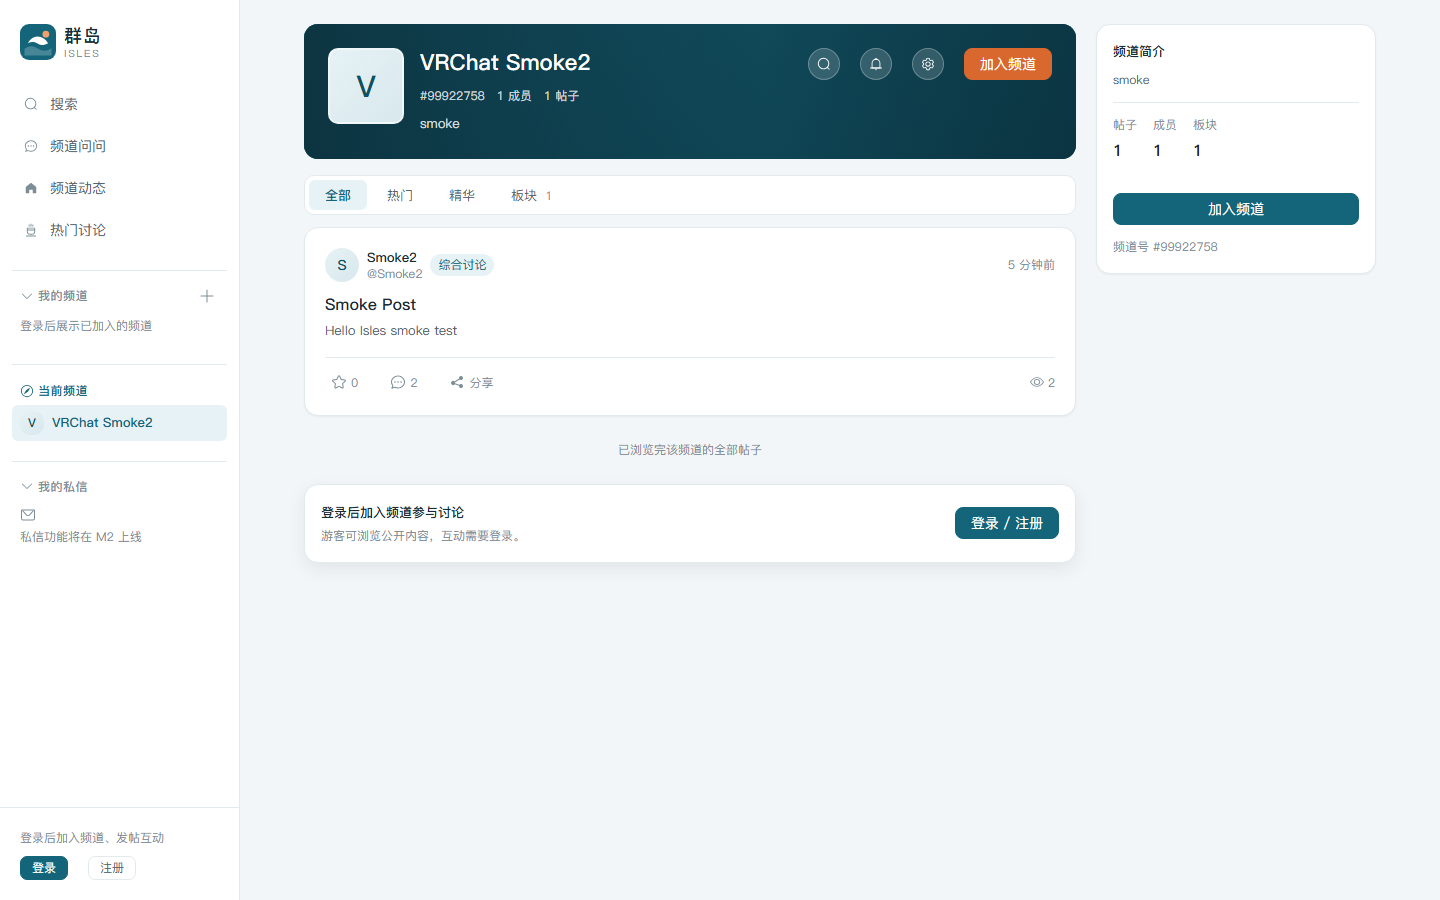 群岛
ISLES
搜索
频道问问
频道动态
热门讨论
我的频道
登录后展示已加入的频道
当前频道
V VRChat Smoke2
我的私信
私信功能将在 M2 上线
登录后加入频道、发帖互动
登录 注册
V
VRChat Smoke2
#99922758 1 成员 1 帖子
smoke
加入频道
全部 热门 精华 板块 1
S
Smoke2
@Smoke2
综合讨论
5 分钟前
Smoke Post
Hello Isles smoke test
0 2 分享 2
已浏览完该频道的全部帖子
登录后加入频道参与讨论
游客可浏览公开内容，互动需要登录。
登录 / 注册
频道简介
smoke
帖子 成员 板块
1 1 1
加入频道
频道号 #99922758